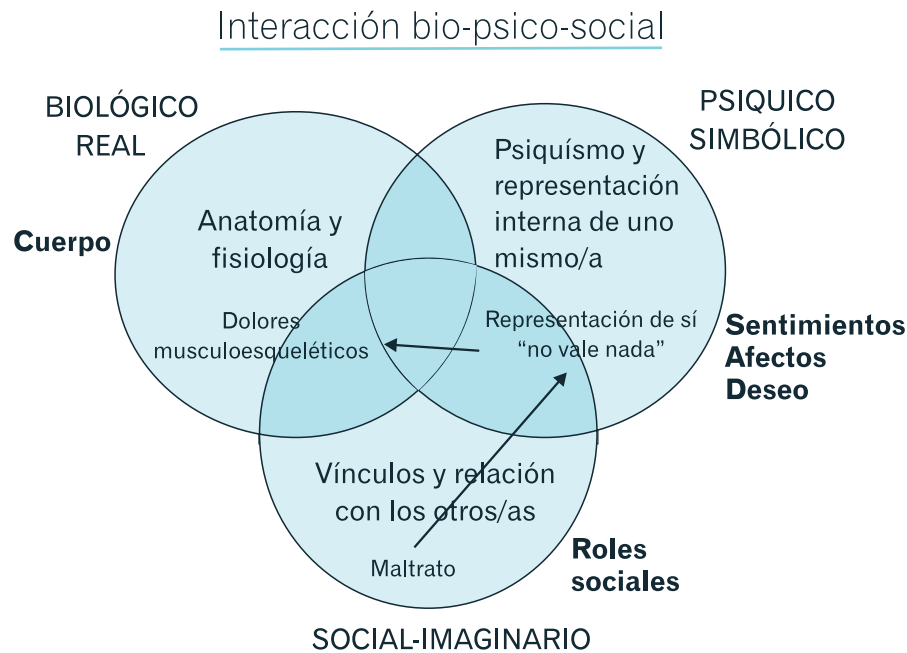 Interacción bio-psico-social
BIOLÓGICO
REAL
PSIQUICO
SIMBÓLICO
Cuerpo
Anatomía y
fisiología
Psiquísmo y
representación
interna de uno
mismo/a
Dolores
musculoesqueléticos
Representación de sí
“no vale nada”
Sentimientos
Afectos
Deseo
Vínculos y relación
con los otros/as
Maltrato
Roles
sociales
SOCIAL-IMAGINARIO